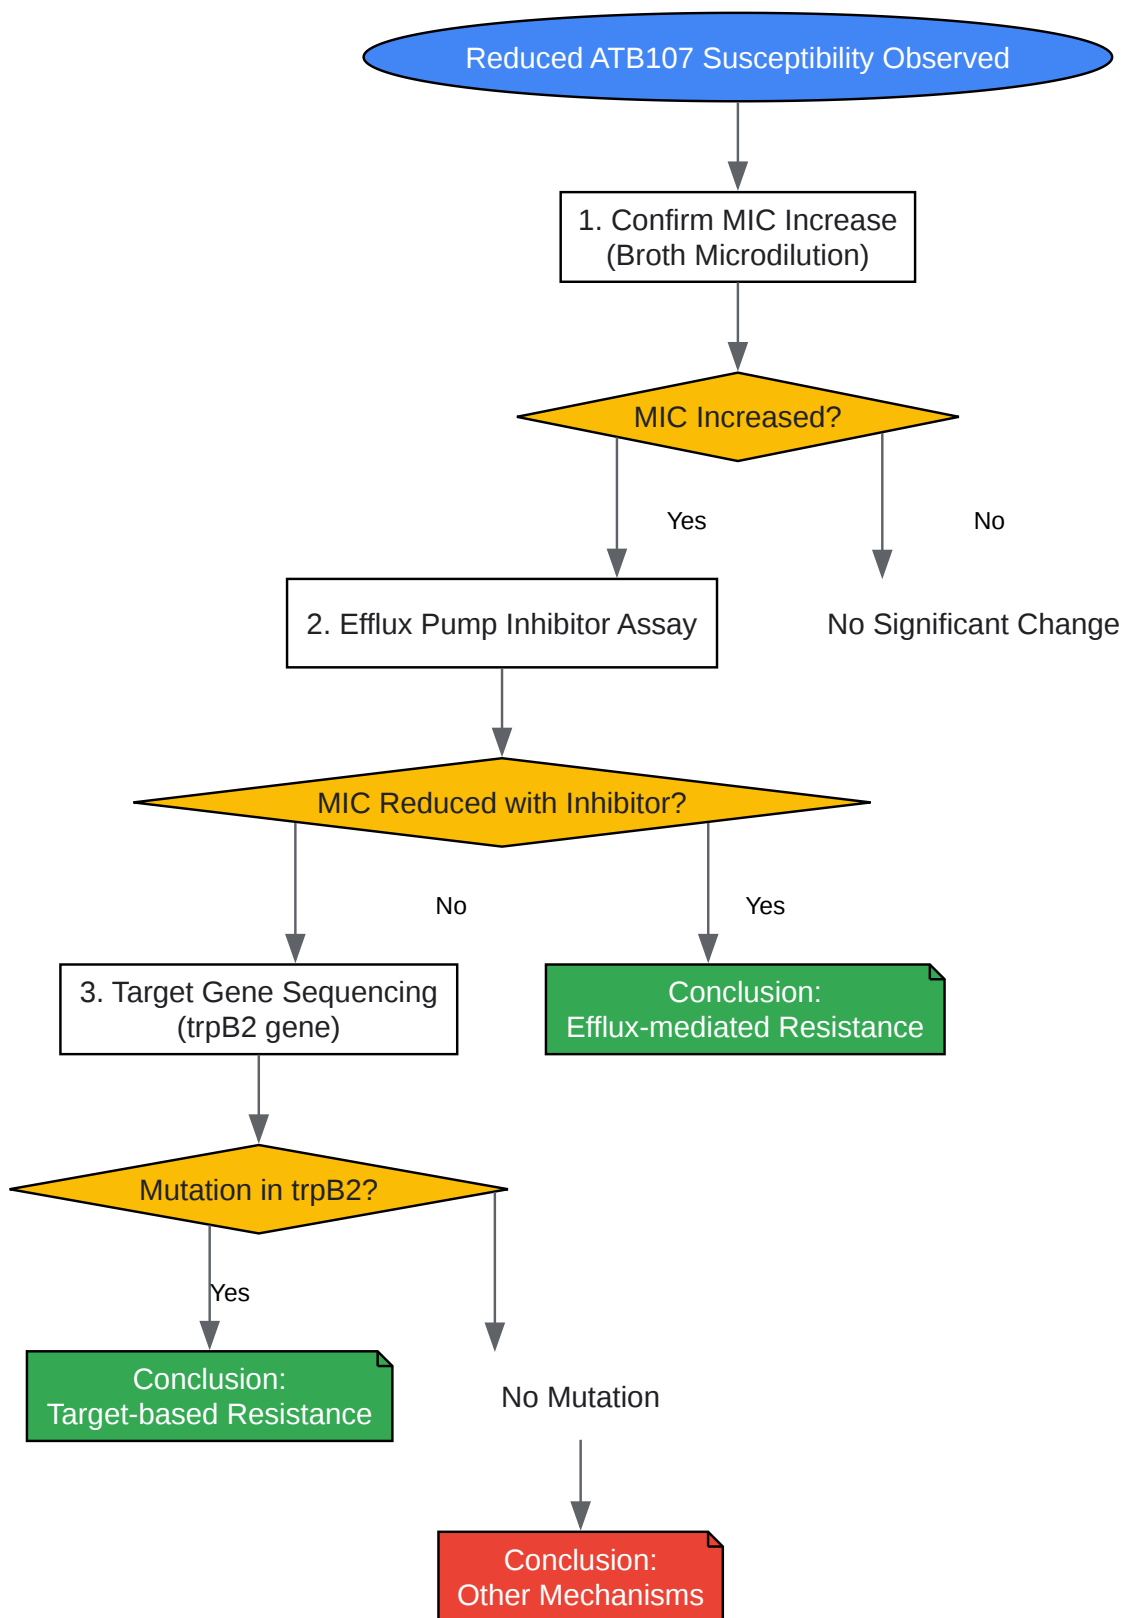 Reduced ATB107 Susceptibility Observed
1. Confirm MIC Increase
(Broth Microdilution)
MIC Increased?
Yes
No
2. Efflux Pump Inhibitor Assay
No Significant Change
MIC Reduced with Inhibitor?
No
Yes
3. Target Gene Sequencing
(trpB2 gene)
Conclusion:
Efflux-mediated Resistance
Mutation in trpB2?
Yes
Conclusion:
Target-based Resistance
No Mutation
Conclusion:
Other Mechanisms